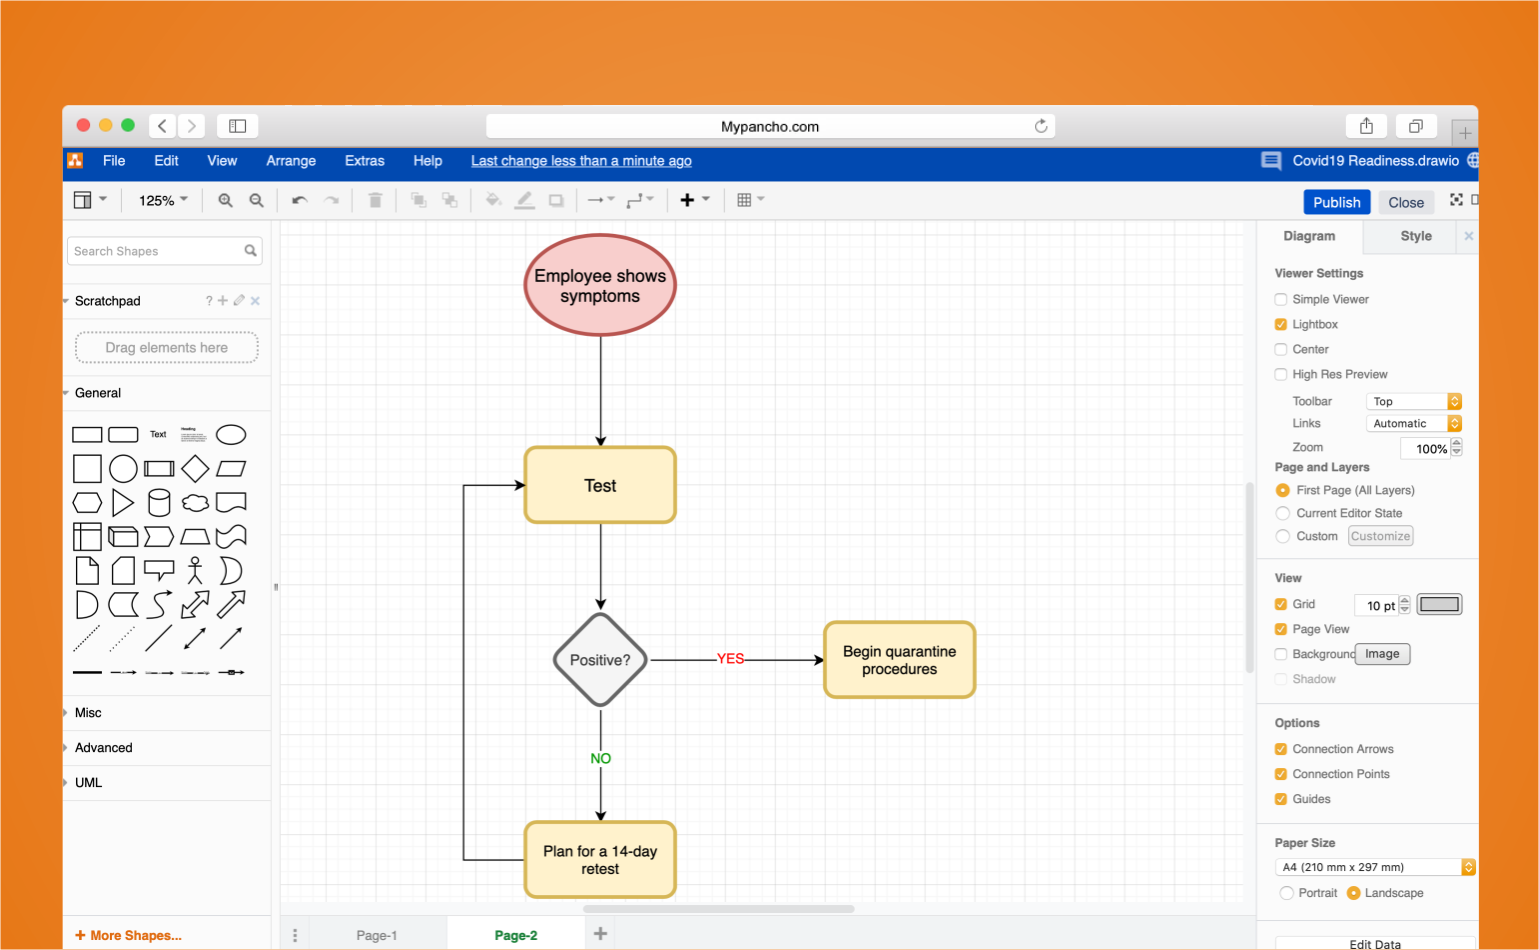 Mypancho.com
File Edit View Arrange Extras Help Last change less than a minute ago Covid19 Readiness.drawio
125% Publish Close
Search Shapes
Scratchpad ?
Drag elements here
General
Text
Heading
Misc
Advanced
UML
More Shapes...
Employee shows
symptoms
Test
Positive?
YES
Begin quarantine
procedures
NO
Plan for a 14-day
retest
Page-1 Page-2
Diagram Style
Viewer Settings
Simple Viewer
Lightbox
Center
High Res Preview
Toolbar Top
Links Automatic
Zoom 100%
Page and Layers
First Page (All Layers)
Current Editor State
Custom Customize
View
Grid 10 pt
Page View
Background Image
Shadow
Options
Connection Arrows
Connection Points
Guides
Paper Size
A4 (210 mm x 297 mm)
Portrait Landscape
Edit Data